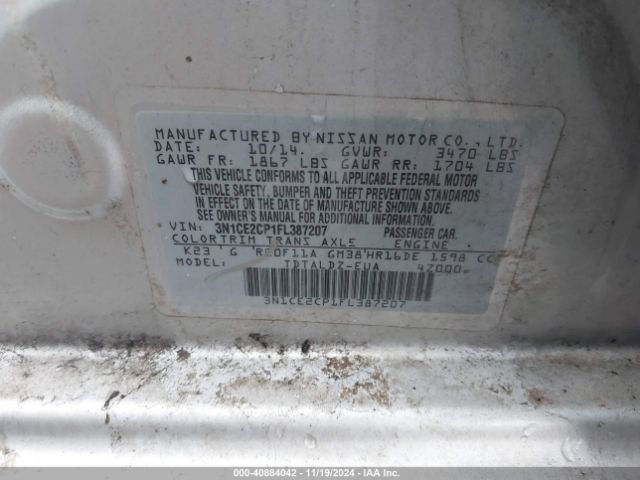 MANUFACTURED BY NISSAN MOTOR CO., LTD.
DATE: 10/14. GVWR: 3470 LBS
GAWR FR: 1867 LBS GAWR RR: 1704 LBS
THIS VEHICLE CONFORMS TO ALL APPLICABLE FEDERAL MOTOR
VEHICLE SAFETY, BUMPER AND THEFT PREVENTION STANDARDS
IN EFFECT ON THE DATE OF MANUFACTURE SHOWN ABOVE.
SEE OWNER'S MANUAL FOR ADDITIONAL INFORMATION.
VIN: 3N1CE2CP1FL387207 PASSENGER CAR.
COLOR TRIM TRANS AXLE ENGINE
K23 G RE0F11A GM38 HR16DE 1598 CC
MODEL: TDTALDZ-EUA 47000
3N1CE2CP1FL387207
000-40884042 — 11/19/2024 — IAA Inc.